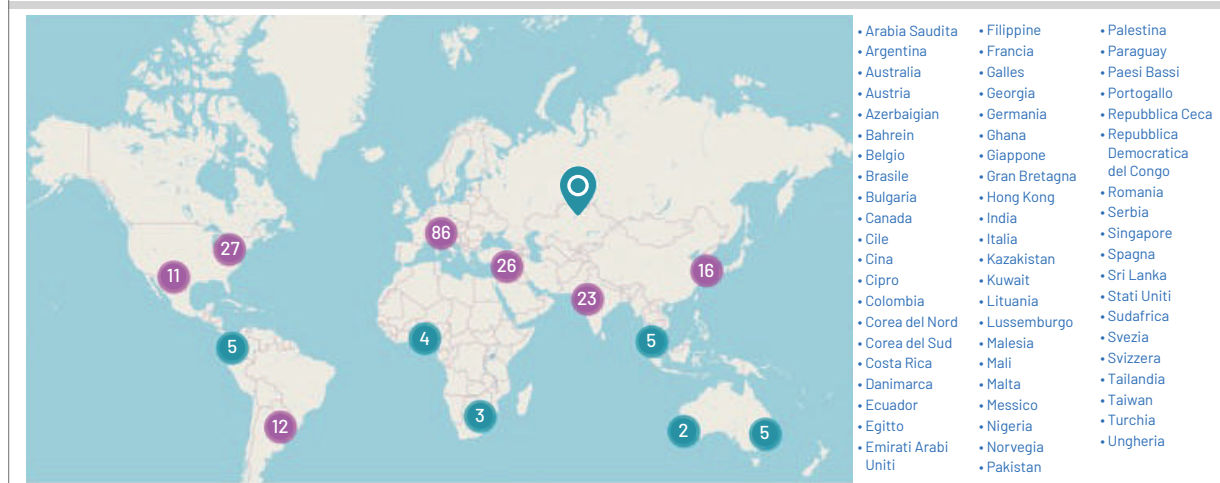 27
11
86
26
16
23
5
4
5
3
12
2
5
• Arabia Saudita
• Argentina
• Australia
• Austria
• Azerbaigian
• Bahrein
• Belgio
• Brasile
• Bulgaria
• Canada
• Cile
• Cina
• Cipro
• Colombia
• Corea del Nord
• Corea del Sud
• Costa Rica
• Danimarca
• Ecuador
• Egitto
• Emirati Arabi
Uniti
• Filippine
• Francia
• Galles
• Georgia
• Germania
• Ghana
• Giappone
• Gran Bretagna
• Hong Kong
• India
• Italia
• Kazakistan
• Kuwait
• Lituania
• Lussemburgo
• Malesia
• Mali
• Malta
• Messico
• Nigeria
• Norvegia
• Pakistan
• Palestina
• Paraguay
• Paesi Bassi
• Portogallo
• Repubblica Ceca
• Repubblica
Democratica
del Congo
• Romania
• Serbia
• Singapore
• Spagna
• Sri Lanka
• Stati Uniti
• Sudafrica
• Svezia
• Svizzera
• Tailandia
• Taiwan
• Turchia
• Ungheria